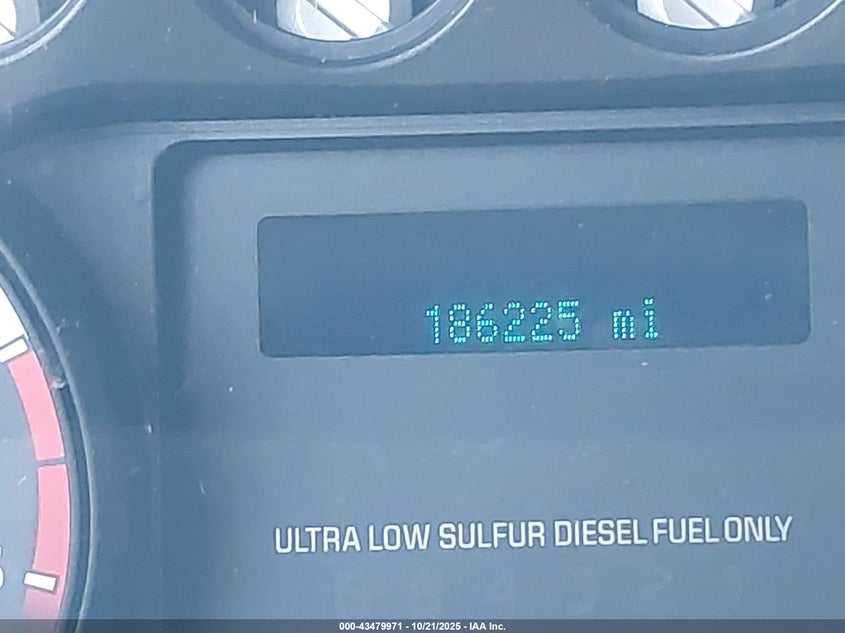 186225 mi
ULTRA LOW SULFUR DIESEL FUEL ONLY
000-43479971 - 10/21/2025 - IAA Inc.